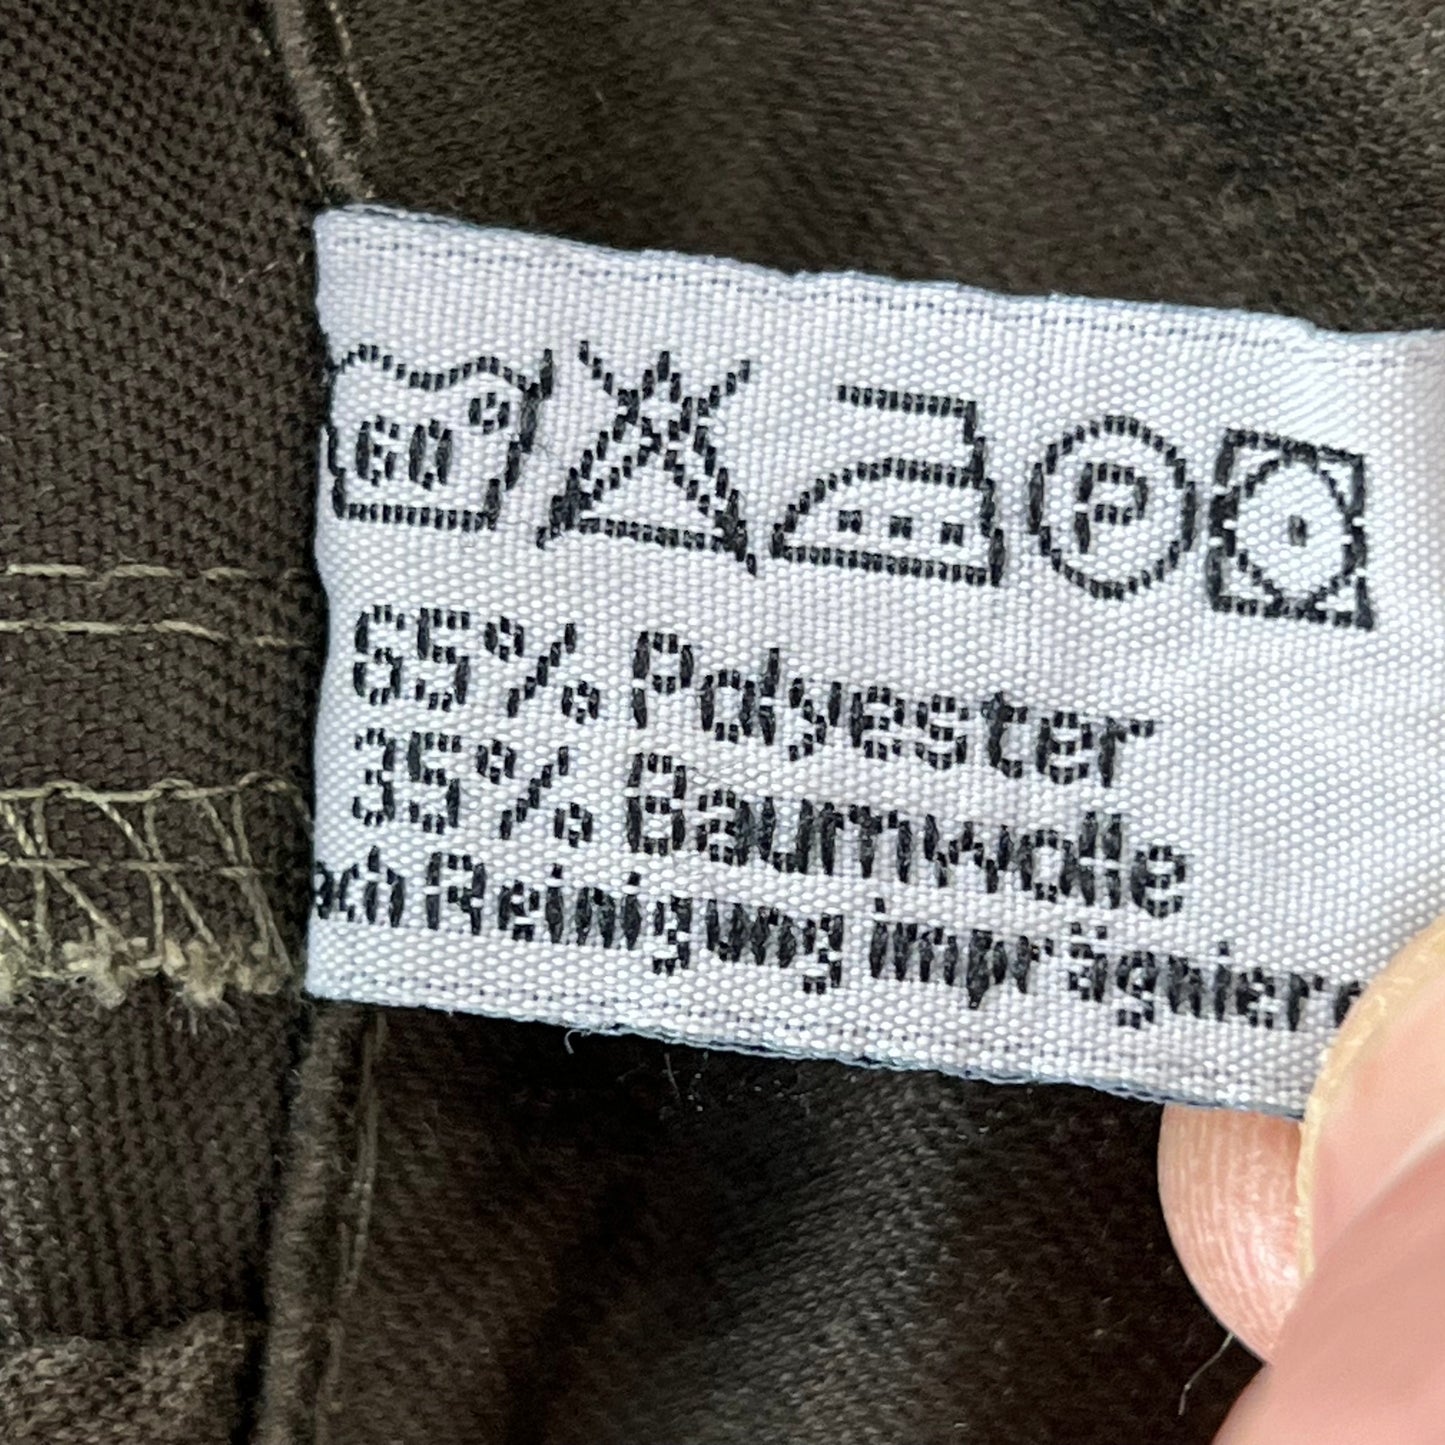 60°
P
65% Polyester
35% Baumwolle
Reinigung imprägnieren